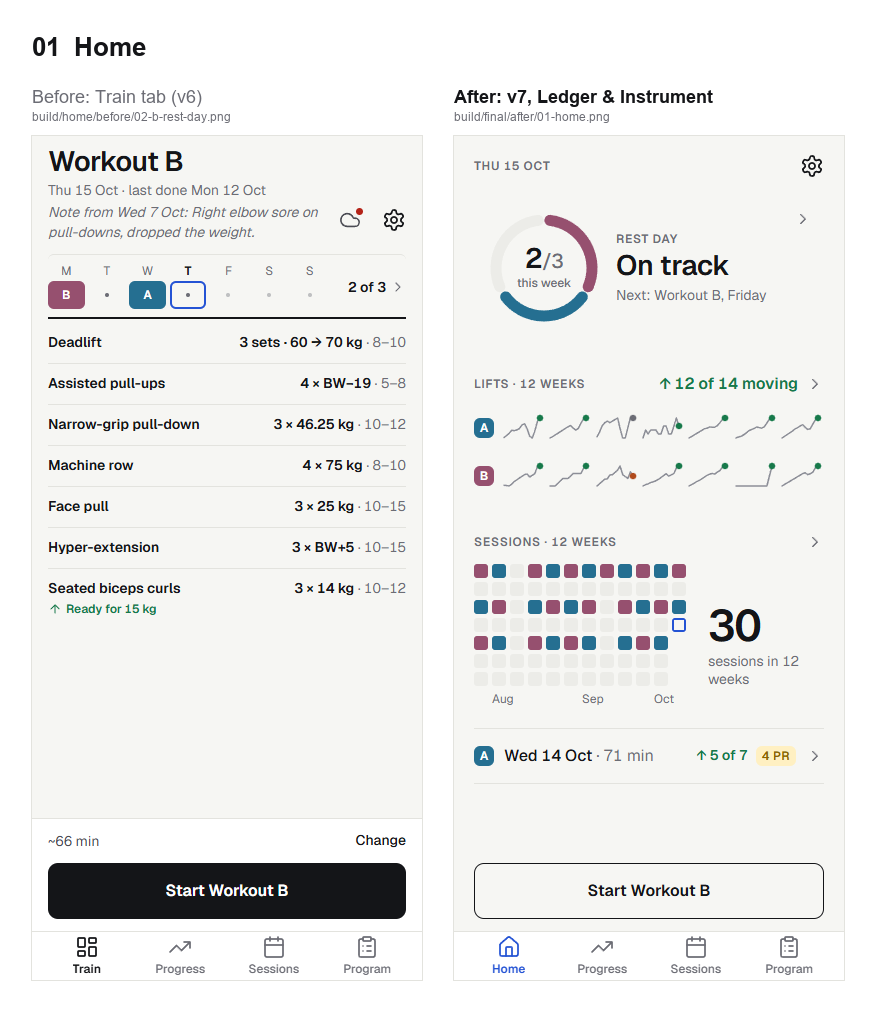 01 Home
Before: Train tab (v6)
build/home/before/02-b-rest-day.png
Workout B
Thu 15 Oct · last done Mon 12 Oct
Note from Wed 7 Oct: Right elbow sore on
pull-downs, dropped the weight.
M T W T F S S
B A 2 of 3
Deadlift 3 sets · 60 → 70 kg · 8–10
Assisted pull-ups 4 × BW–19 · 5–8
Narrow-grip pull-down 3 × 46.25 kg · 10–12
Machine row 4 × 75 kg · 8–10
Face pull 3 × 25 kg · 10–15
Hyper-extension 3 × BW+5 · 10–15
Seated biceps curls 3 × 14 kg · 10–12
↑ Ready for 15 kg
~66 min Change
Start Workout B
Train Progress Sessions Program
After: v7, Ledger & Instrument
build/final/after/01-home.png
THU 15 OCT
2/3
this week
REST DAY
On track
Next: Workout B, Friday
LIFTS · 12 WEEKS ↑ 12 of 14 moving
A
B
SESSIONS · 12 WEEKS
30
sessions in 12
weeks
Aug Sep Oct
A Wed 14 Oct · 71 min ↑ 5 of 7 4 PR
Start Workout B
Home Progress Sessions Program